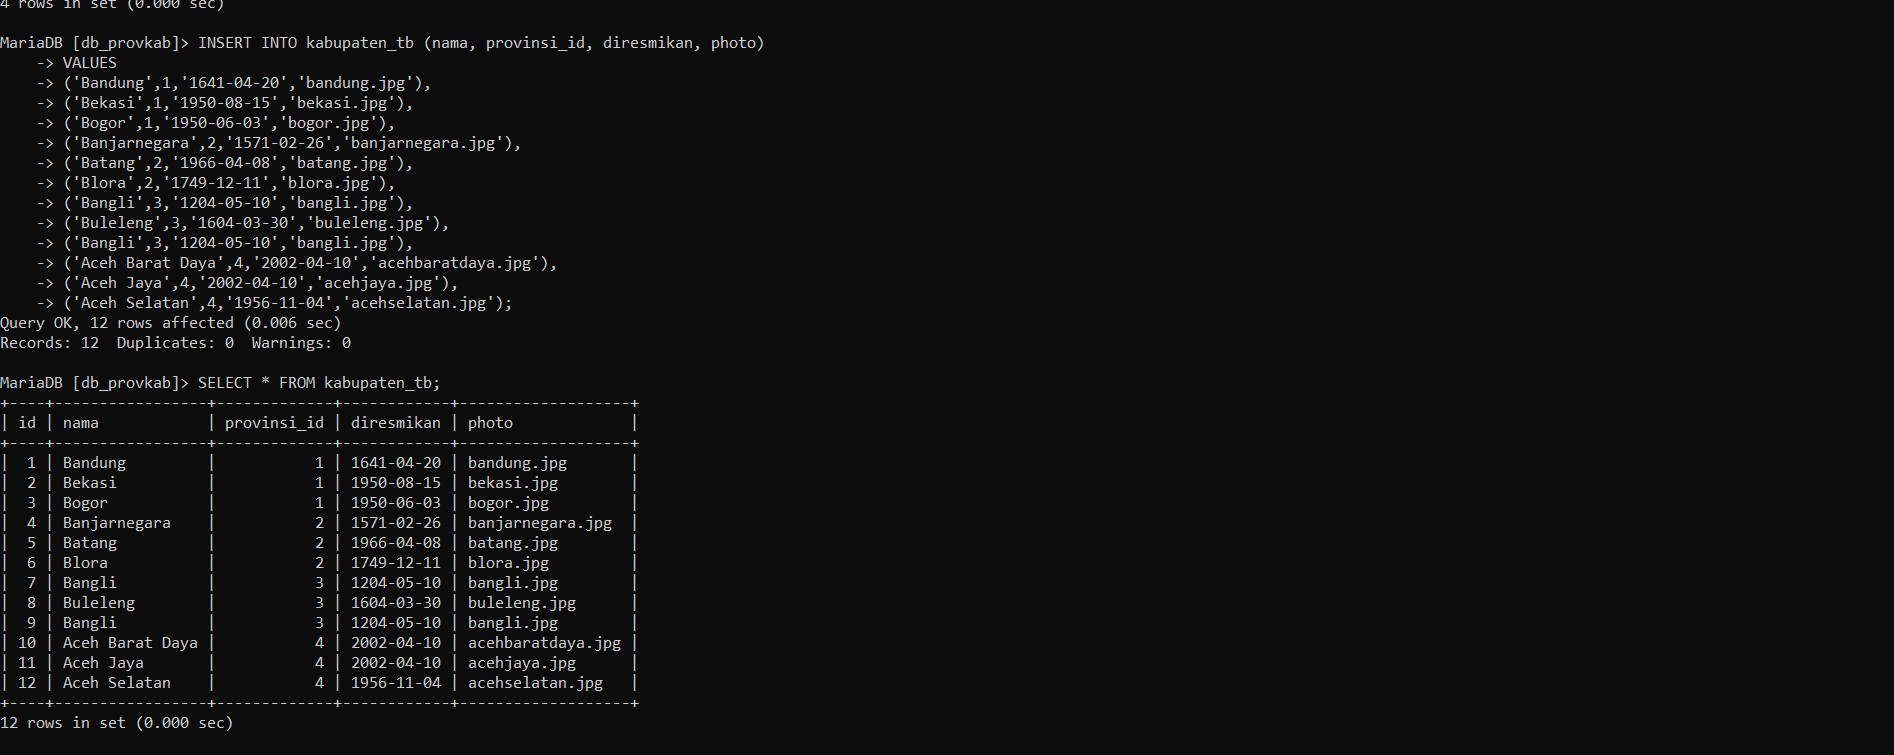 4 rows in set (0.000 sec)
MariaDB [db_provkab]> INSERT INTO kabupaten_tb (nama, provinsi_id, diresmikan, photo)
    -> VALUES
    -> ('Bandung',1,'1641-04-20','bandung.jpg'),
    -> ('Bekasi',1,'1950-08-15','bekasi.jpg'),
    -> ('Bogor',1,'1950-06-03','bogor.jpg'),
    -> ('Banjarnegara',2,'1571-02-26','banjarnegara.jpg'),
    -> ('Batang',2,'1966-04-08','batang.jpg'),
    -> ('Blora',2,'1749-12-11','blora.jpg'),
    -> ('Bangli',3,'1204-05-10','bangli.jpg'),
    -> ('Buleleng',3,'1604-03-30','buleleng.jpg'),
    -> ('Bangli',3,'1204-05-10','bangli.jpg'),
    -> ('Aceh Barat Daya',4,'2002-04-10','acehbaratdaya.jpg'),
    -> ('Aceh Jaya',4,'2002-04-10','acehjaya.jpg'),
    -> ('Aceh Selatan',4,'1956-11-04','acehselatan.jpg');
Query OK, 12 rows affected (0.006 sec)
Records: 12  Duplicates: 0  Warnings: 0
MariaDB [db_provkab]> SELECT * FROM kabupaten_tb;
+----+-----------------+-------------+------------+-------------------+
| id | nama            | provinsi_id | diresmikan | photo             |
+----+-----------------+-------------+------------+-------------------+
|  1 | Bandung         |           1 | 1641-04-20 | bandung.jpg       |
|  2 | Bekasi          |           1 | 1950-08-15 | bekasi.jpg        |
|  3 | Bogor           |           1 | 1950-06-03 | bogor.jpg         |
|  4 | Banjarnegara    |           2 | 1571-02-26 | banjarnegara.jpg  |
|  5 | Batang          |           2 | 1966-04-08 | batang.jpg        |
|  6 | Blora           |           2 | 1749-12-11 | blora.jpg         |
|  7 | Bangli          |           3 | 1204-05-10 | bangli.jpg        |
|  8 | Buleleng        |           3 | 1604-03-30 | buleleng.jpg      |
|  9 | Bangli          |           3 | 1204-05-10 | bangli.jpg        |
| 10 | Aceh Barat Daya |           4 | 2002-04-10 | acehbaratdaya.jpg |
| 11 | Aceh Jaya       |           4 | 2002-04-10 | acehjaya.jpg      |
| 12 | Aceh Selatan    |           4 | 1956-11-04 | acehselatan.jpg   |
+----+-----------------+-------------+------------+-------------------+
12 rows in set (0.000 sec)